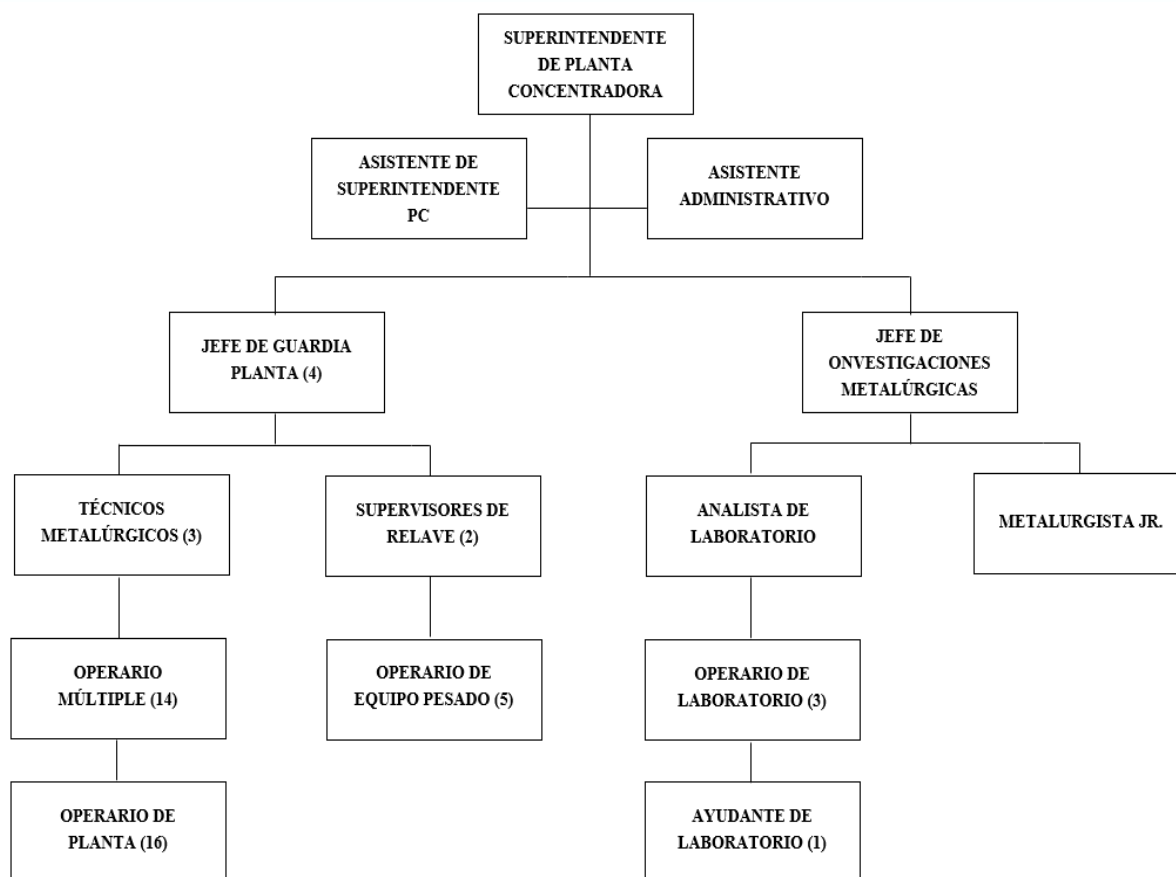 SUPERINTENDENTE
DE PLANTA
CONCENTRADORA
ASISTENTE DE
SUPERINTENDENTE
PC
ASISTENTE
ADMINISTRATIVO
JEFE DE GUARDIA
PLANTA (4)
JEFE DE
ONVESTIGACIONES
METALÚRGICAS
TÉCNICOS
METALÚRGICOS (3)
SUPERVISORES DE
RELAVE (2)
ANALISTA DE
LABORATORIO
METALURGISTA JR.
OPERARIO
MÚLTIPLE (14)
OPERARIO DE
EQUIPO PESADO (5)
OPERARIO DE
LABORATORIO (3)
OPERARIO DE
PLANTA (16)
AYUDANTE DE
LABORATORIO (1)